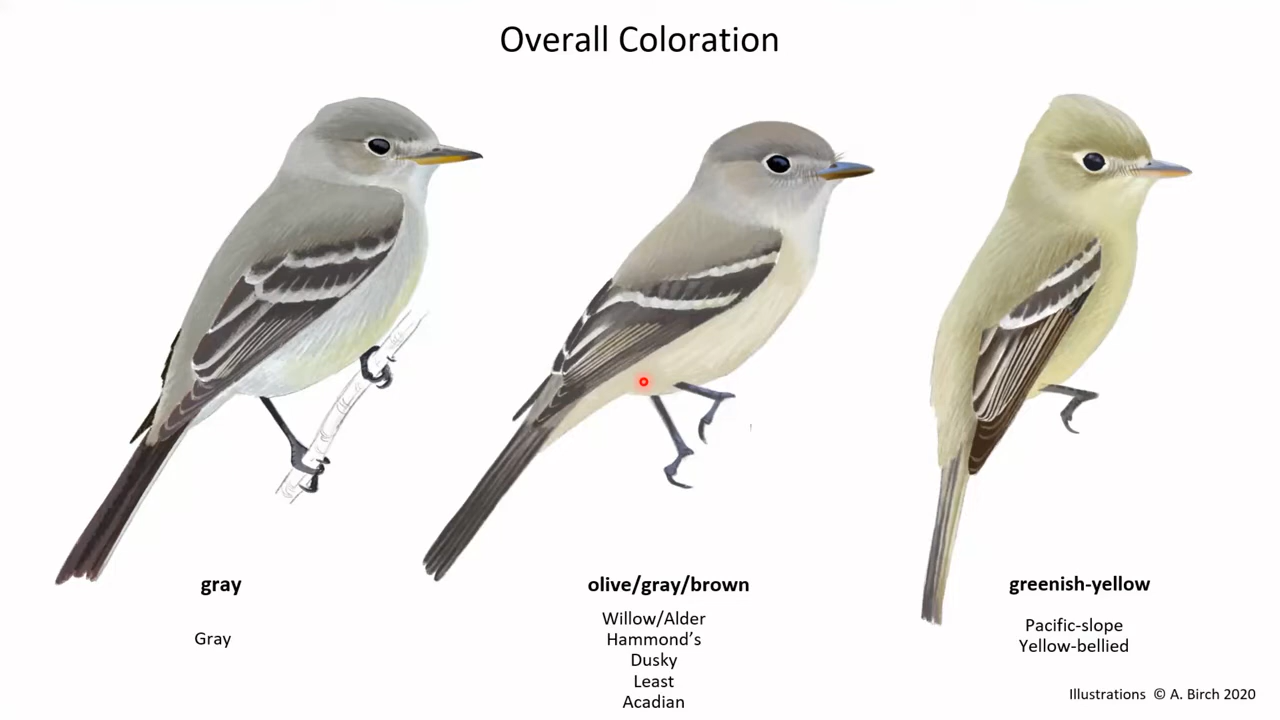 Overall Coloration
gray
Gray
olive/gray/brown
Willow/Alder
Hammond’s
Dusky
Least
Acadian
greenish-yellow
Pacific-slope
Yellow-bellied
Illustrations © A. Birch 2020